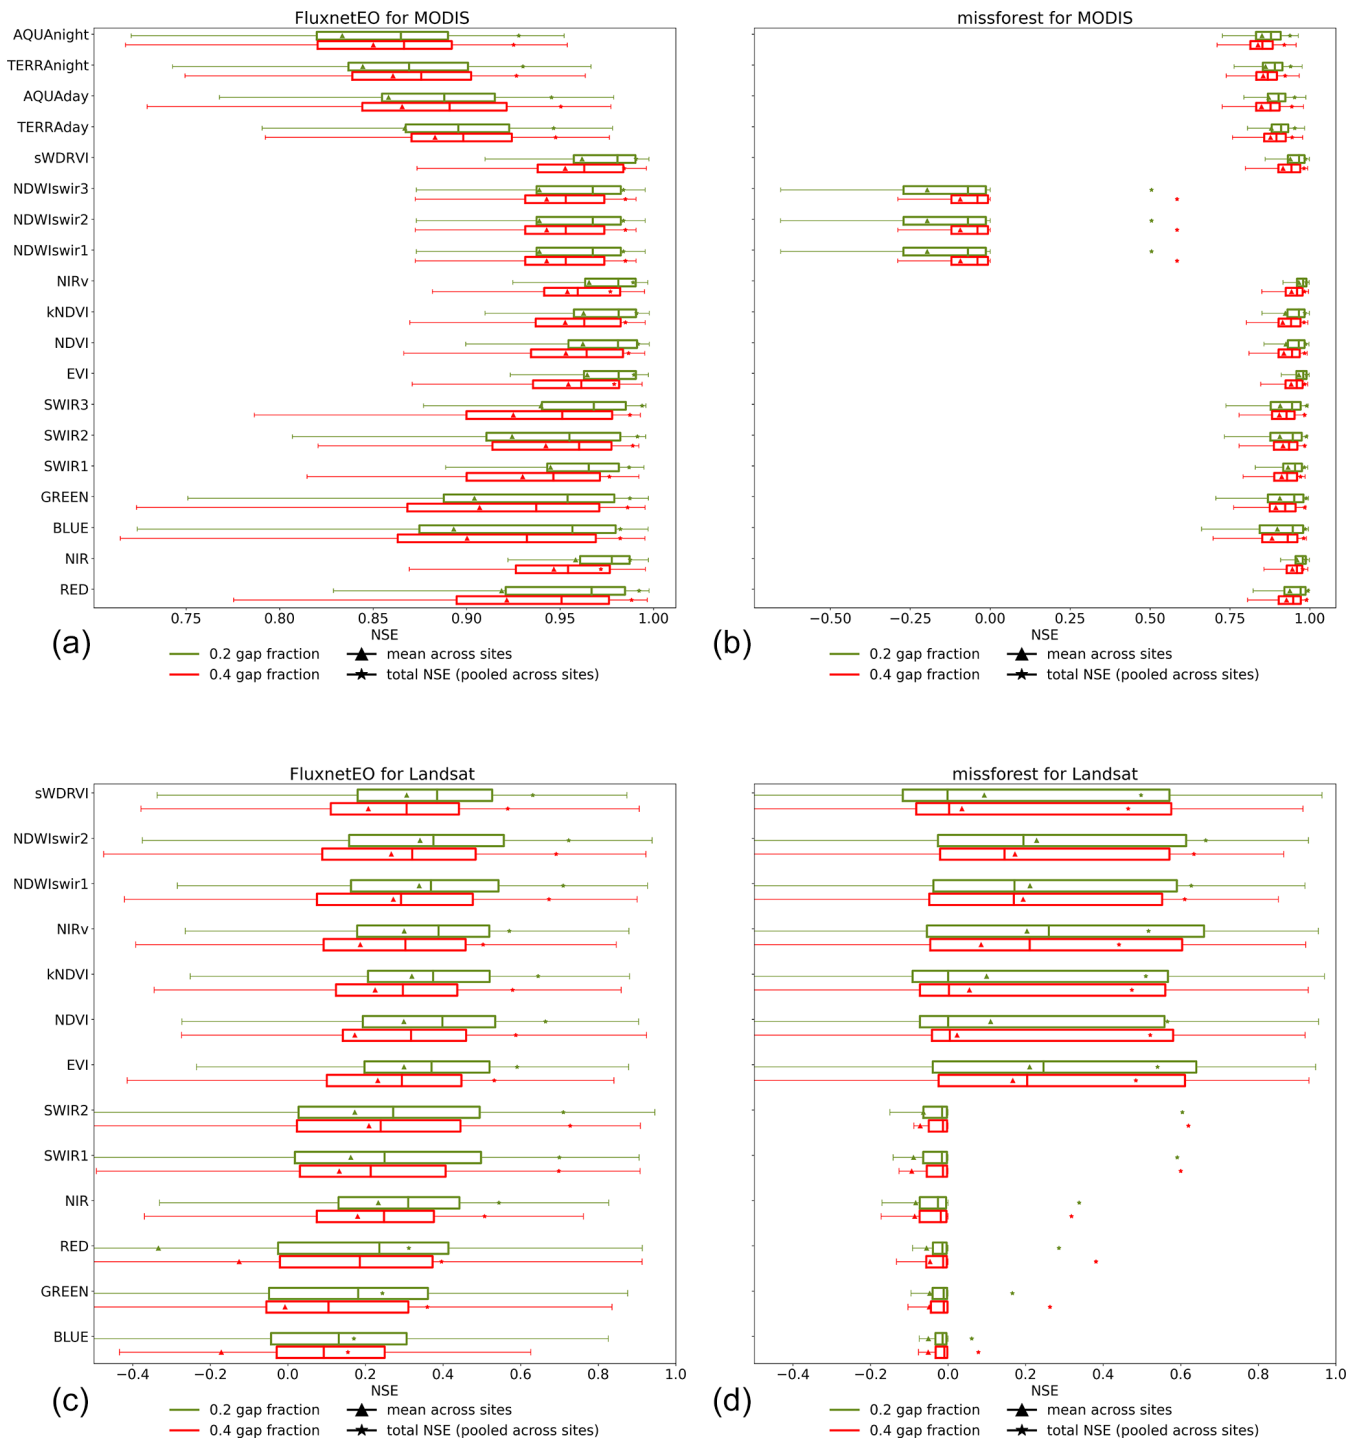 FluxnetEO for MODIS
AQUAnight
TERRAnight
AQUAday
TERRAday
sWDRVI
NDWIswir3
NDWIswir2
NDWIswir1
NIRv
kNDVI
NDVI
EVI
SWIR3
SWIR2
SWIR1
GREEN
BLUE
NIR
RED
0.75 0.80 0.85 0.90 0.95 1.00
NSE
(a)
0.2 gap fraction mean across sites
0.4 gap fraction total NSE (pooled across sites)
missforest for MODIS
−0.50 −0.25 0.00 0.25 0.50 0.75 1.00
NSE
(b)
0.2 gap fraction mean across sites
0.4 gap fraction total NSE (pooled across sites)
FluxnetEO for Landsat
sWDRVI
NDWIswir2
NDWIswir1
NIRv
kNDVI
NDVI
EVI
SWIR2
SWIR1
NIR
RED
GREEN
BLUE
−0.4 −0.2 0.0 0.2 0.4 0.6 0.8 1.0
NSE
(c)
0.2 gap fraction mean across sites
0.4 gap fraction total NSE (pooled across sites)
missforest for Landsat
−0.4 −0.2 0.0 0.2 0.4 0.6 0.8 1.0
NSE
(d)
0.2 gap fraction mean across sites
0.4 gap fraction total NSE (pooled across sites)